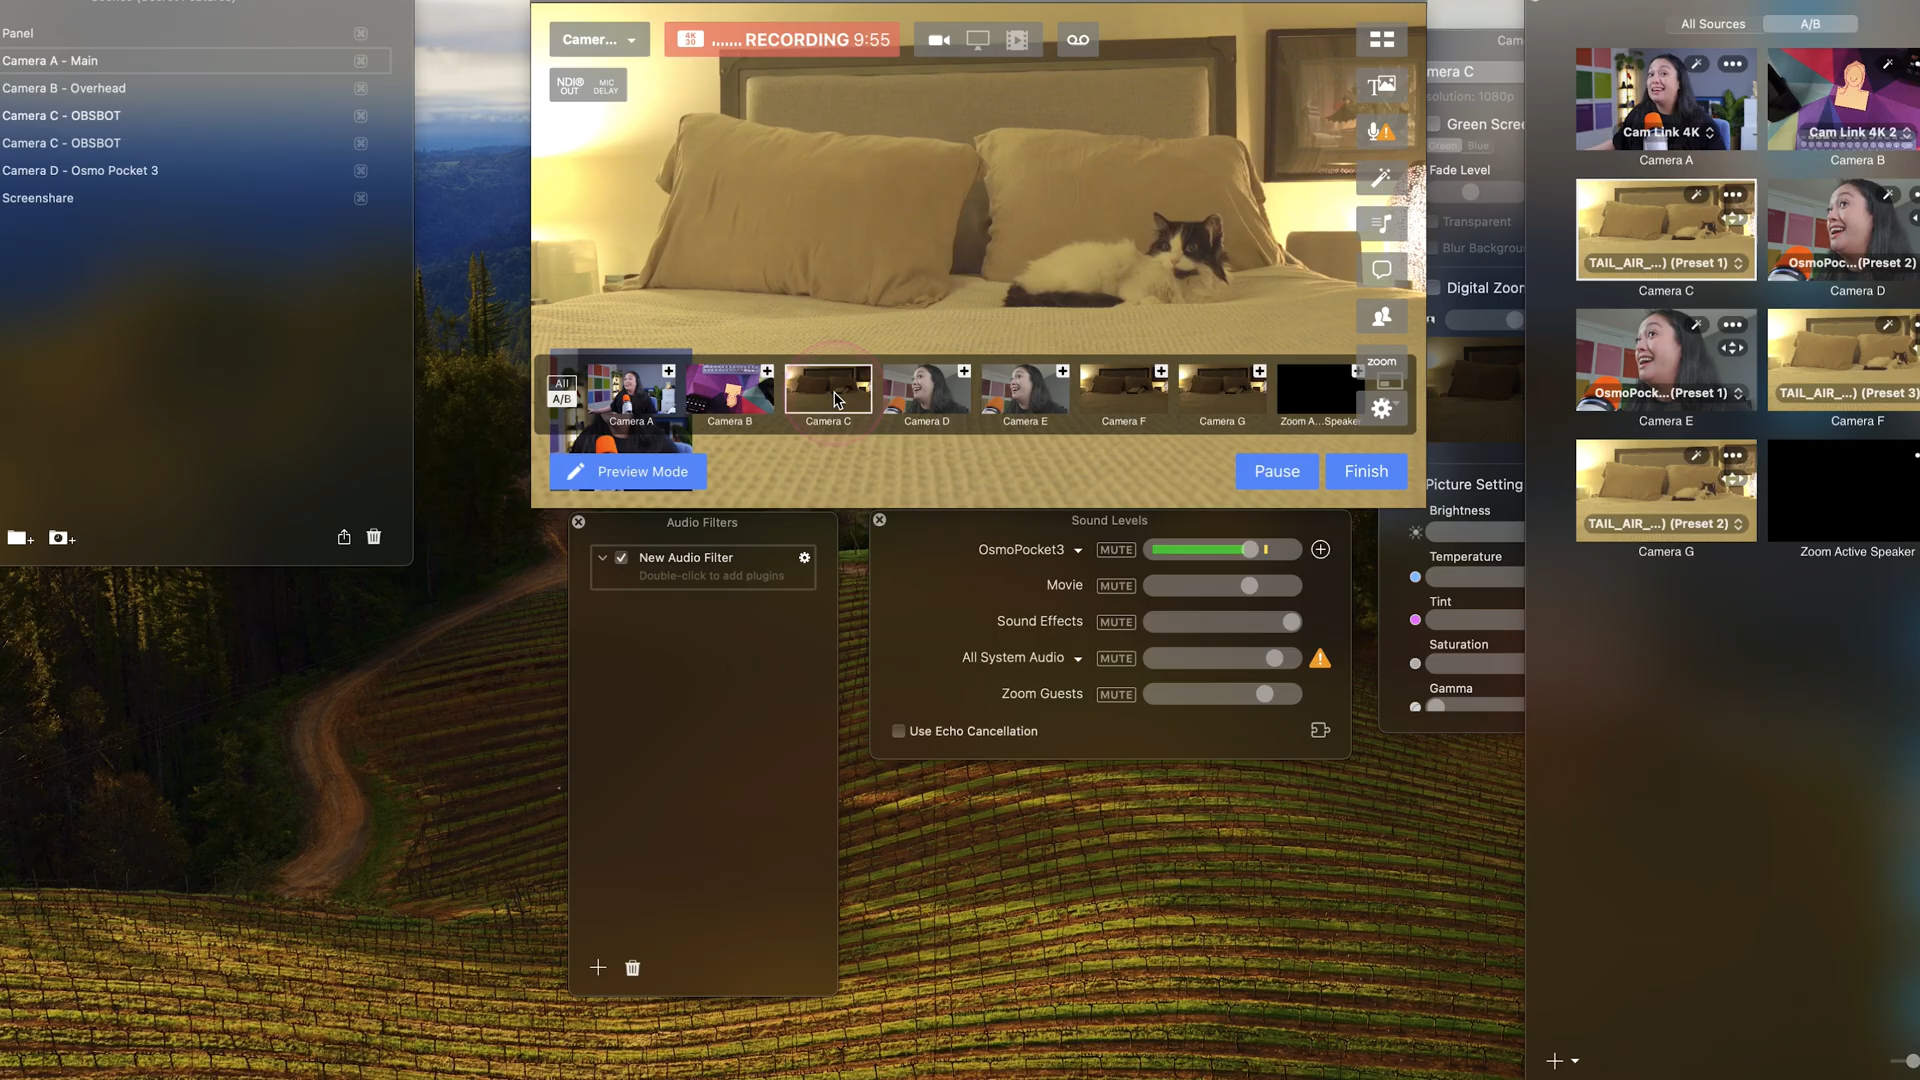 Panel
Camera A - Main
Camera B - Overhead
Camera C - OBSBOT
Camera C - OBSBOT
Camera D - Osmo Pocket 3
Screenshare
Camer...
4K
30
RECORDING 9:55
NDI® OUT
MIC DELAY
zoom
All
A/B
Camera A
Camera B
Camera C
Camera D
Camera E
Camera F
Camera G
Zoom A...Speaker
Preview Mode
Pause
Finish
Audio Filters
New Audio Filter
Double-click to add plugins
Sound Levels
OsmoPocket3
MUTE
Movie
MUTE
Sound Effects
MUTE
All System Audio
MUTE
Zoom Guests
MUTE
Use Echo Cancellation
Cam
mera C
solution: 1080p
Green Scree
Green
Blue
Fade Level
Transparent
Blur Backgrou
Digital Zoom
Picture Setting
Brightness
Temperature
Tint
Saturation
Gamma
All Sources
A/B
Cam Link 4K
Camera A
Cam Link 4K 2
Camera B
TAIL_AIR_...) (Preset 1)
Camera C
OsmoPoc...(Preset 2)
Camera D
OsmoPock...(Preset 1)
Camera E
TAIL_AIR_...) (Preset 3)
Camera F
TAIL_AIR_...) (Preset 2)
Camera G
Zoom Active Speaker